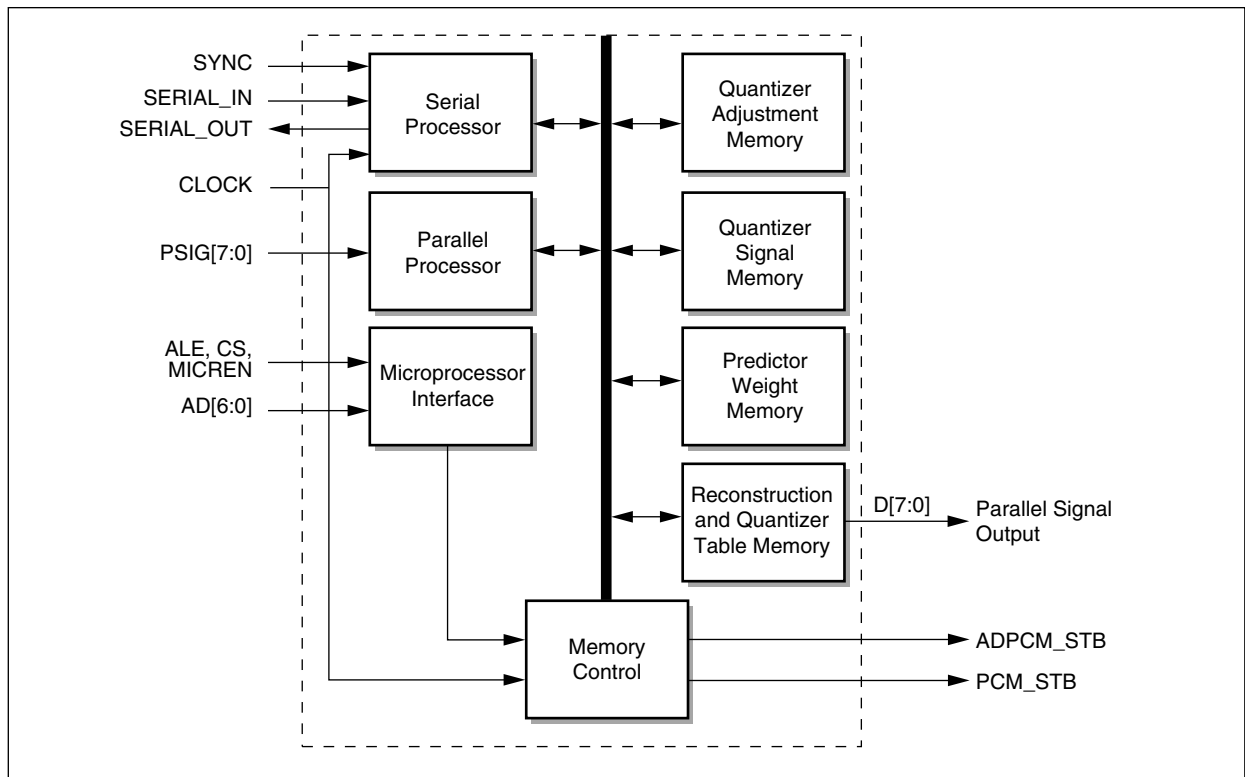 SYNC
SERIAL_IN
SERIAL_OUT
CLOCK
PSIG[7:0]
ALE, CS,
MICREN
AD[6:0]
Serial
Processor
Parallel
Processor
Microprocessor
Interface
Quantizer
Adjustment
Memory
Quantizer
Signal
Memory
Predictor
Weight
Memory
Reconstruction
and Quantizer
Table Memory
D[7:0]
Parallel Signal
Output
Memory
Control
ADPCM_STB
PCM_STB